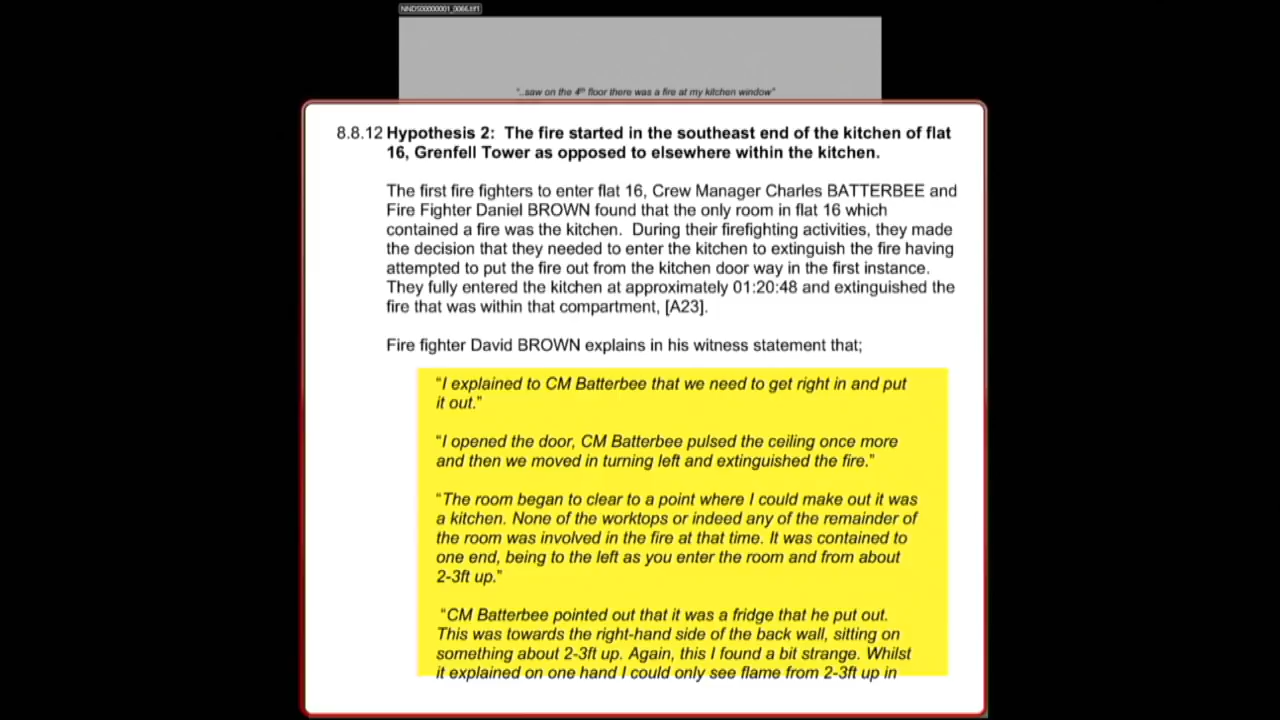 NNDS00000001_0066.tif1
"..saw on the 4th floor there was a fire at my kitchen window"
8.8.12 Hypothesis 2: The fire started in the southeast end of the kitchen of flat
16, Grenfell Tower as opposed to elsewhere within the kitchen.
The first fire fighters to enter flat 16, Crew Manager Charles BATTERBEE and
Fire Fighter Daniel BROWN found that the only room in flat 16 which
contained a fire was the kitchen. During their firefighting activities, they made
the decision that they needed to enter the kitchen to extinguish the fire having
attempted to put the fire out from the kitchen door way in the first instance.
They fully entered the kitchen at approximately 01:20:48 and extinguished the
fire that was within that compartment, [A23].
Fire fighter David BROWN explains in his witness statement that;
"I explained to CM Batterbee that we need to get right in and put
it out."
"I opened the door, CM Batterbee pulsed the ceiling once more
and then we moved in turning left and extinguished the fire."
"The room began to clear to a point where I could make out it was
a kitchen. None of the worktops or indeed any of the remainder of
the room was involved in the fire at that time. It was contained to
one end, being to the left as you enter the room and from about
2-3ft up."
"CM Batterbee pointed out that it was a fridge that he put out.
This was towards the right-hand side of the back wall, sitting on
something about 2-3ft up. Again, this I found a bit strange. Whilst
it explained on one hand I could only see flame from 2-3ft up in